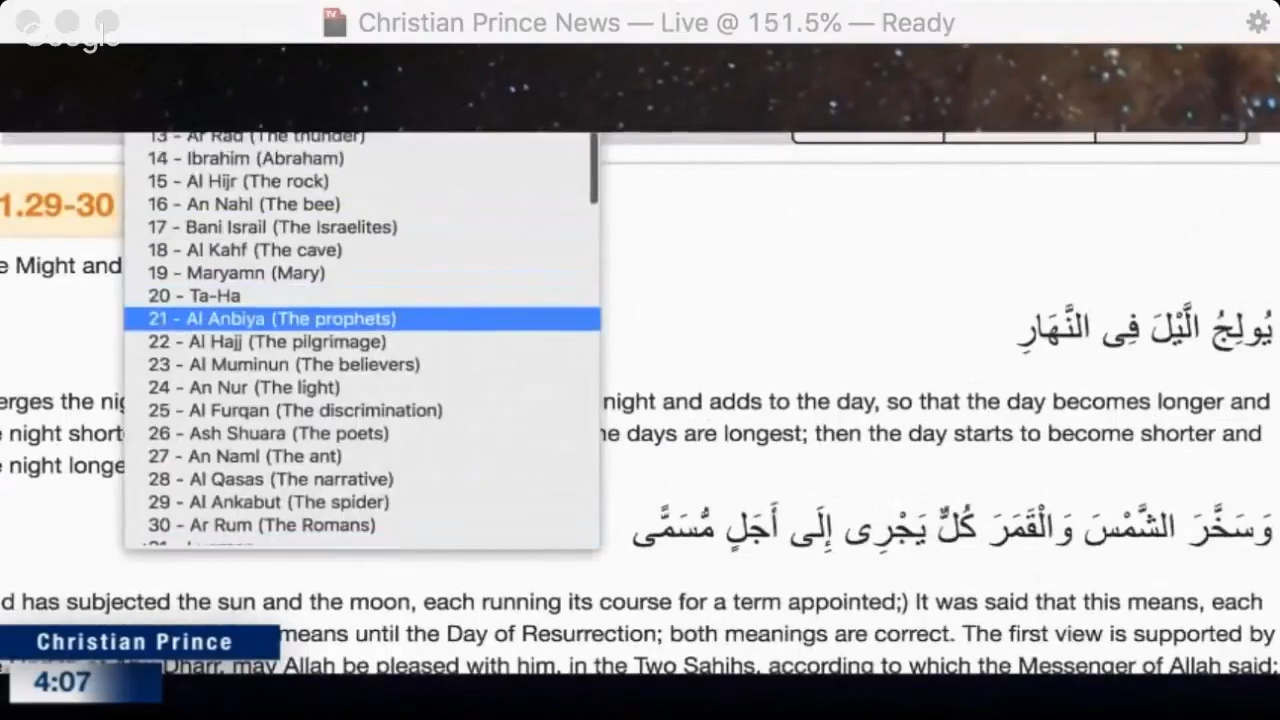 Christian Prince News — Live @ 151.5% — Ready
Google
13 - Ar Rad (The thunder)
14 - Ibrahim (Abraham)
15 - Al Hijr (The rock)
16 - An Nahl (The bee)
17 - Bani Israil (The Israelites)
18 - Al Kahf (The cave)
19 - Maryamn (Mary)
20 - Ta-Ha
21 - Al Anbiya (The prophets)
22 - Al Hajj (The pilgrimage)
23 - Al Muminun (The believers)
24 - An Nur (The light)
25 - Al Furqan (The discrimination)
26 - Ash Shuara (The poets)
27 - An Naml (The ant)
28 - Al Qasas (The narrative)
29 - Al Ankabut (The spider)
30 - Ar Rum (The Romans)
1.29-30
e Might and
يُولِجُ الَّيْلَ فِى النَّهَارِ
erges the nig
night and adds to the day, so that the day becomes longer and
e night short
he days are longest; then the day starts to become shorter and
e night longe
وَسَخَّرَ الشَّمْسَ وَالْقَمَرَ كُلٌّ يَجْرِى إِلَى أَجَلٍ مُّسَمًّى
d has subjected the sun and the moon, each running its course for a term appointed;) It was said that this means, each
means until the Day of Resurrection; both meanings are correct. The first view is supported by
Dharr, may Allah be pleased with him, in the Two Sahihs, according to which the Messenger of Allah said:
Christian Prince
4:07